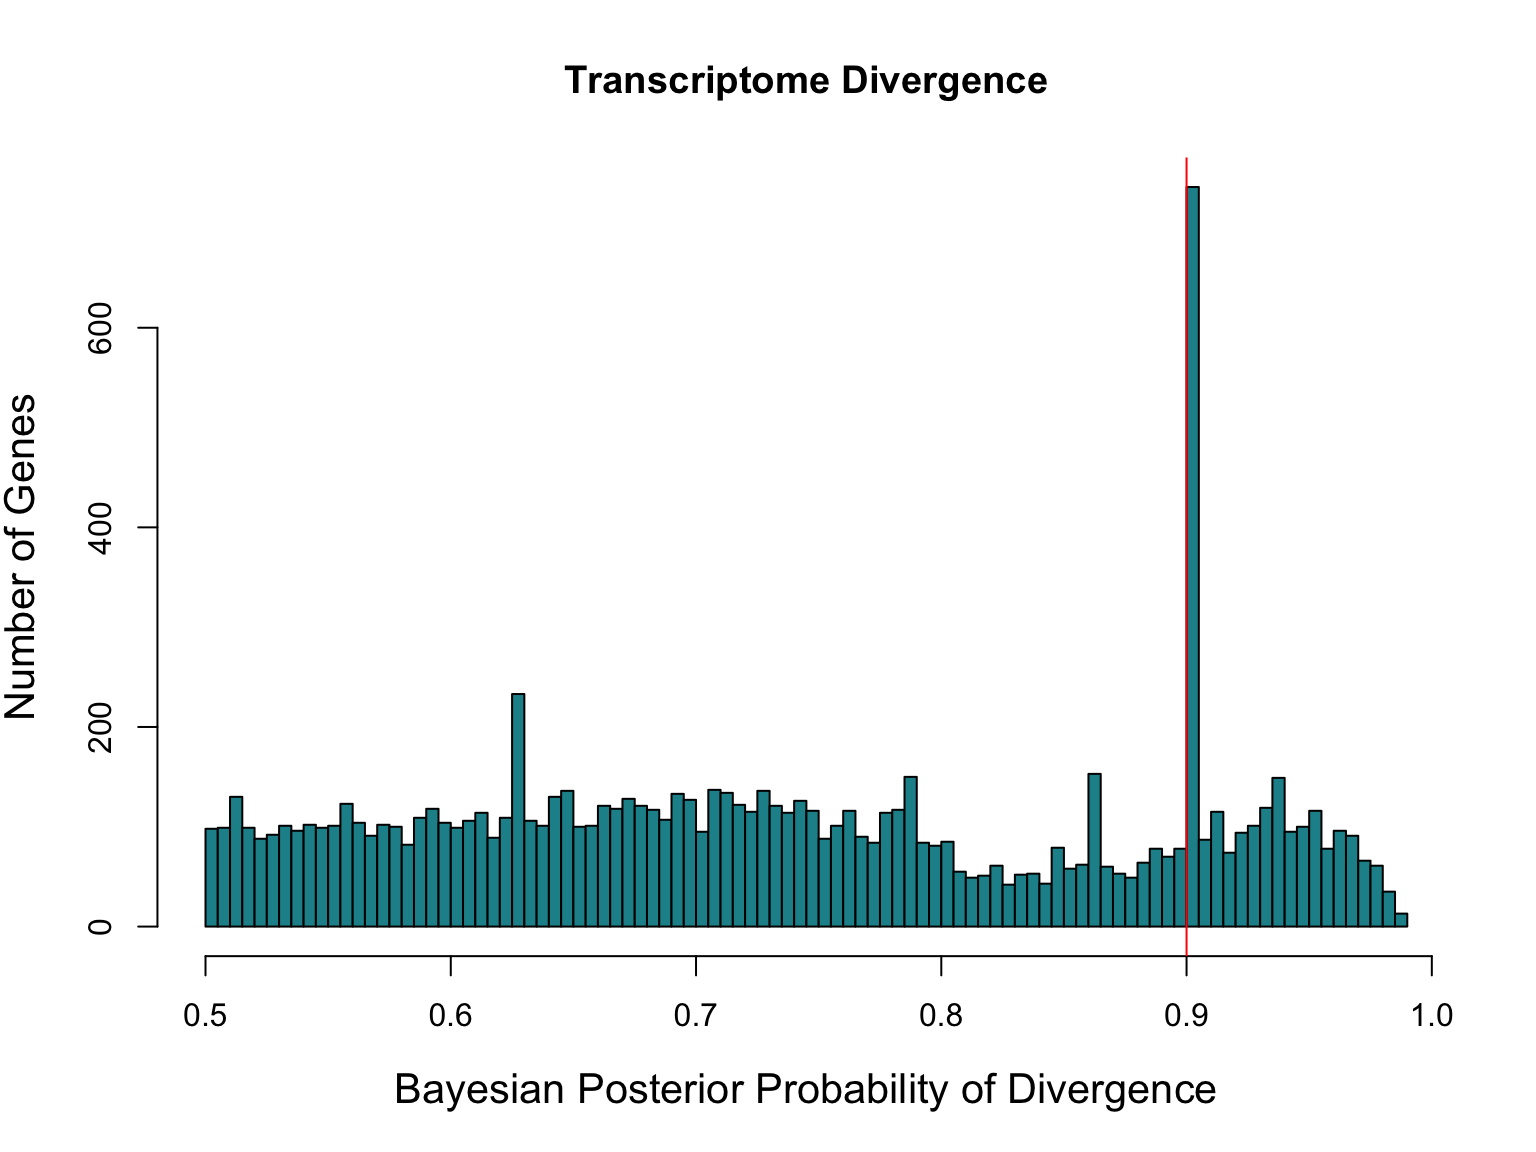 Transcriptome Divergence
Number of Genes
600
400
200
0
0.5 0.6 0.7 0.8 0.9 1.0
Bayesian Posterior Probability of Divergence